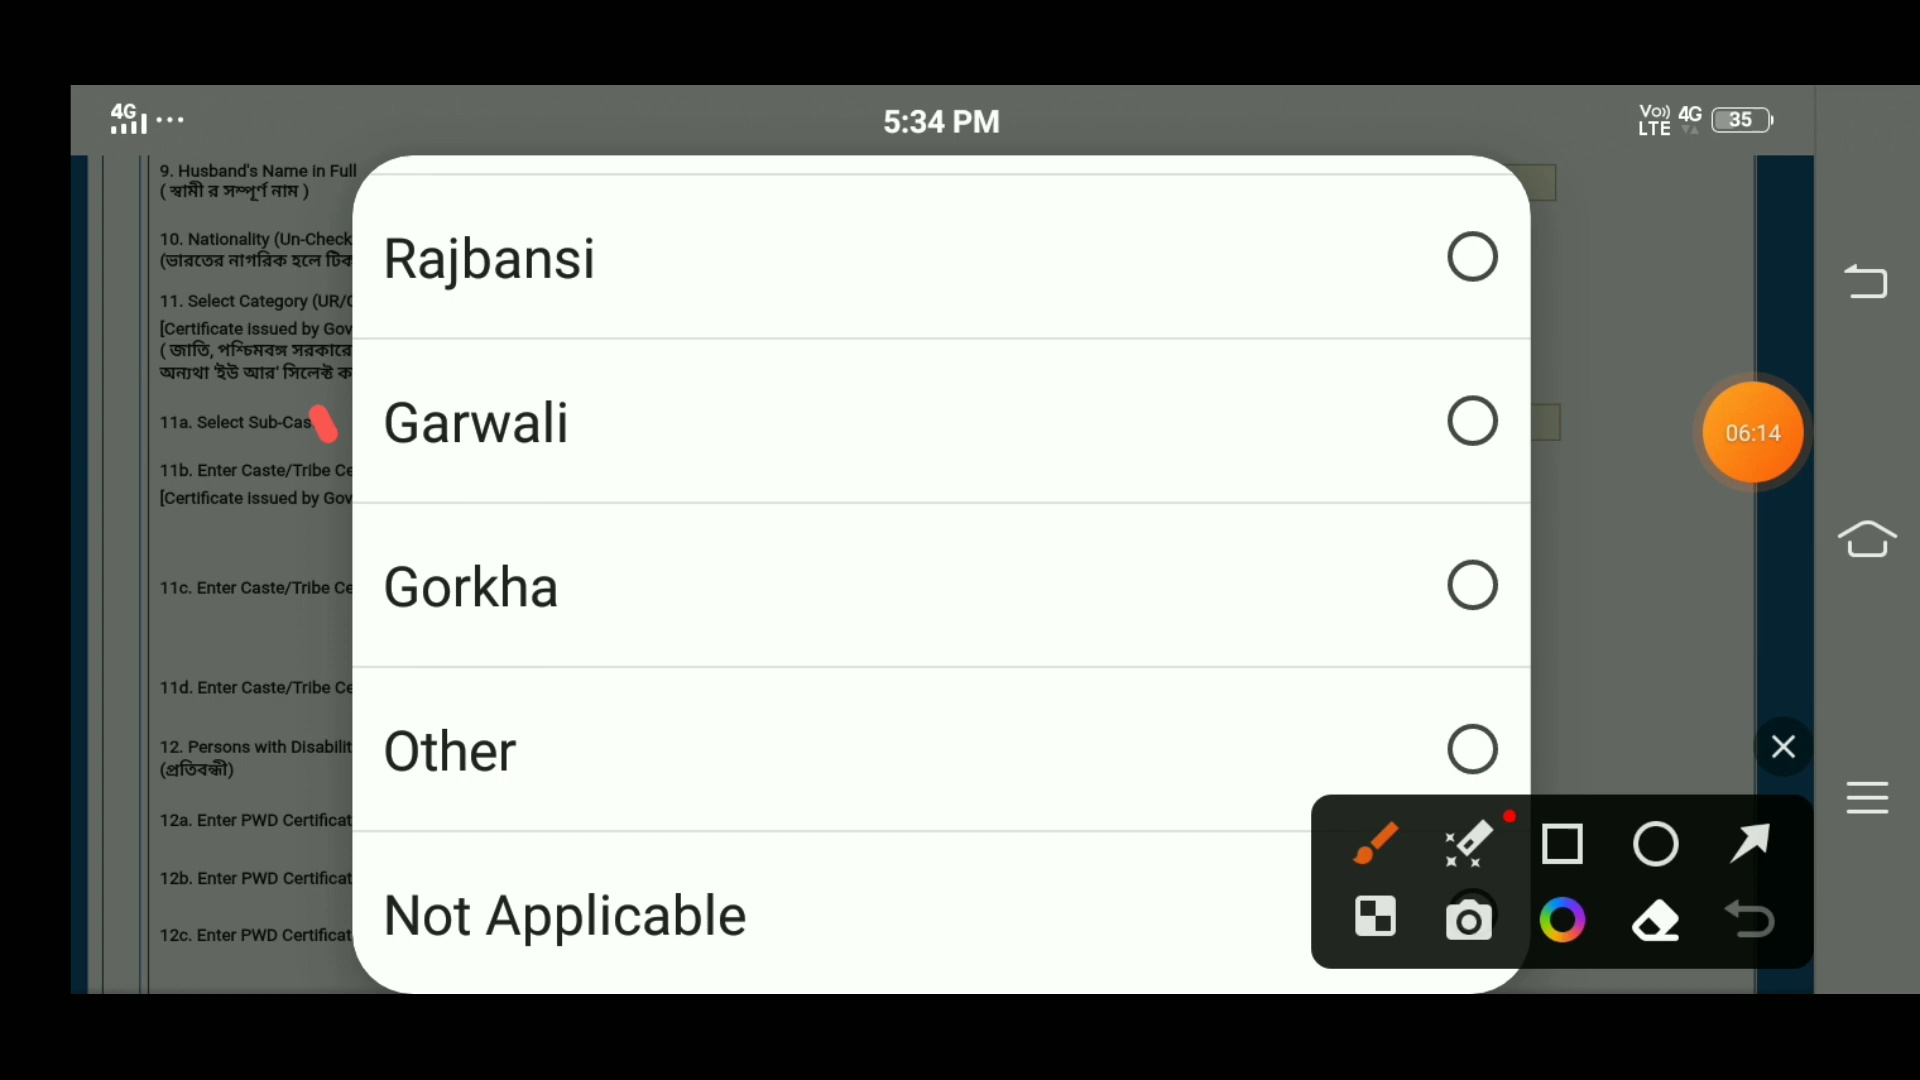 4G
5:34 PM
Vo))
LTE
4G
35
9. Husband's Name in Full
( স্বামী র সম্পূর্ণ নাম )
10. Nationality (Un-Check
(ভারতের নাগরিক হলে টিক
11. Select Category (UR/
[Certificate issued by Gov
( জাতি, পশ্চিমবঙ্গ সরকারে
অন্যথা 'ইউ আর' সিলেক্ট ক
11a. Select Sub-Cas
11b. Enter Caste/Tribe Ce
[Certificate issued by Gov
11c. Enter Caste/Tribe Ce
11d. Enter Caste/Tribe Ce
12. Persons with Disabilit
(প্রতিবন্ধী)
12a. Enter PWD Certificat
12b. Enter PWD Certificat
12c. Enter PWD Certificat
Rajbansi
Garwali
Gorkha
Other
Not Applicable
06:14